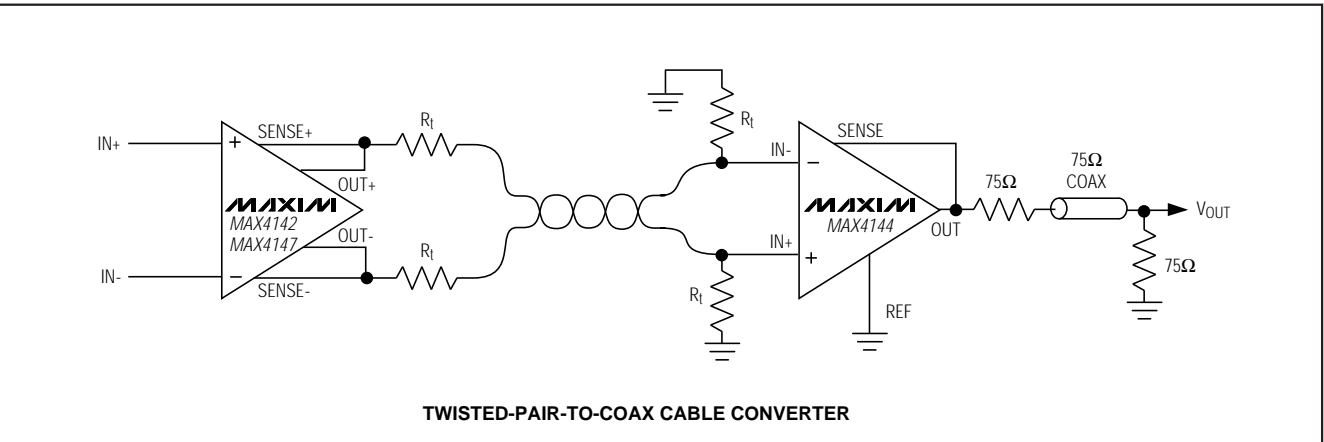 IN+
IN-
+
−
SENSE+
OUT+
MAXIM
MAX4142
MAX4147
OUT-
SENSE-
Rt
Rt
Rt
Rt
IN-
IN+
−
+
SENSE
MAXIM
MAX4144
OUT
REF
75Ω
75Ω
COAX
VOUT
75Ω
TWISTED-PAIR-TO-COAX CABLE CONVERTER